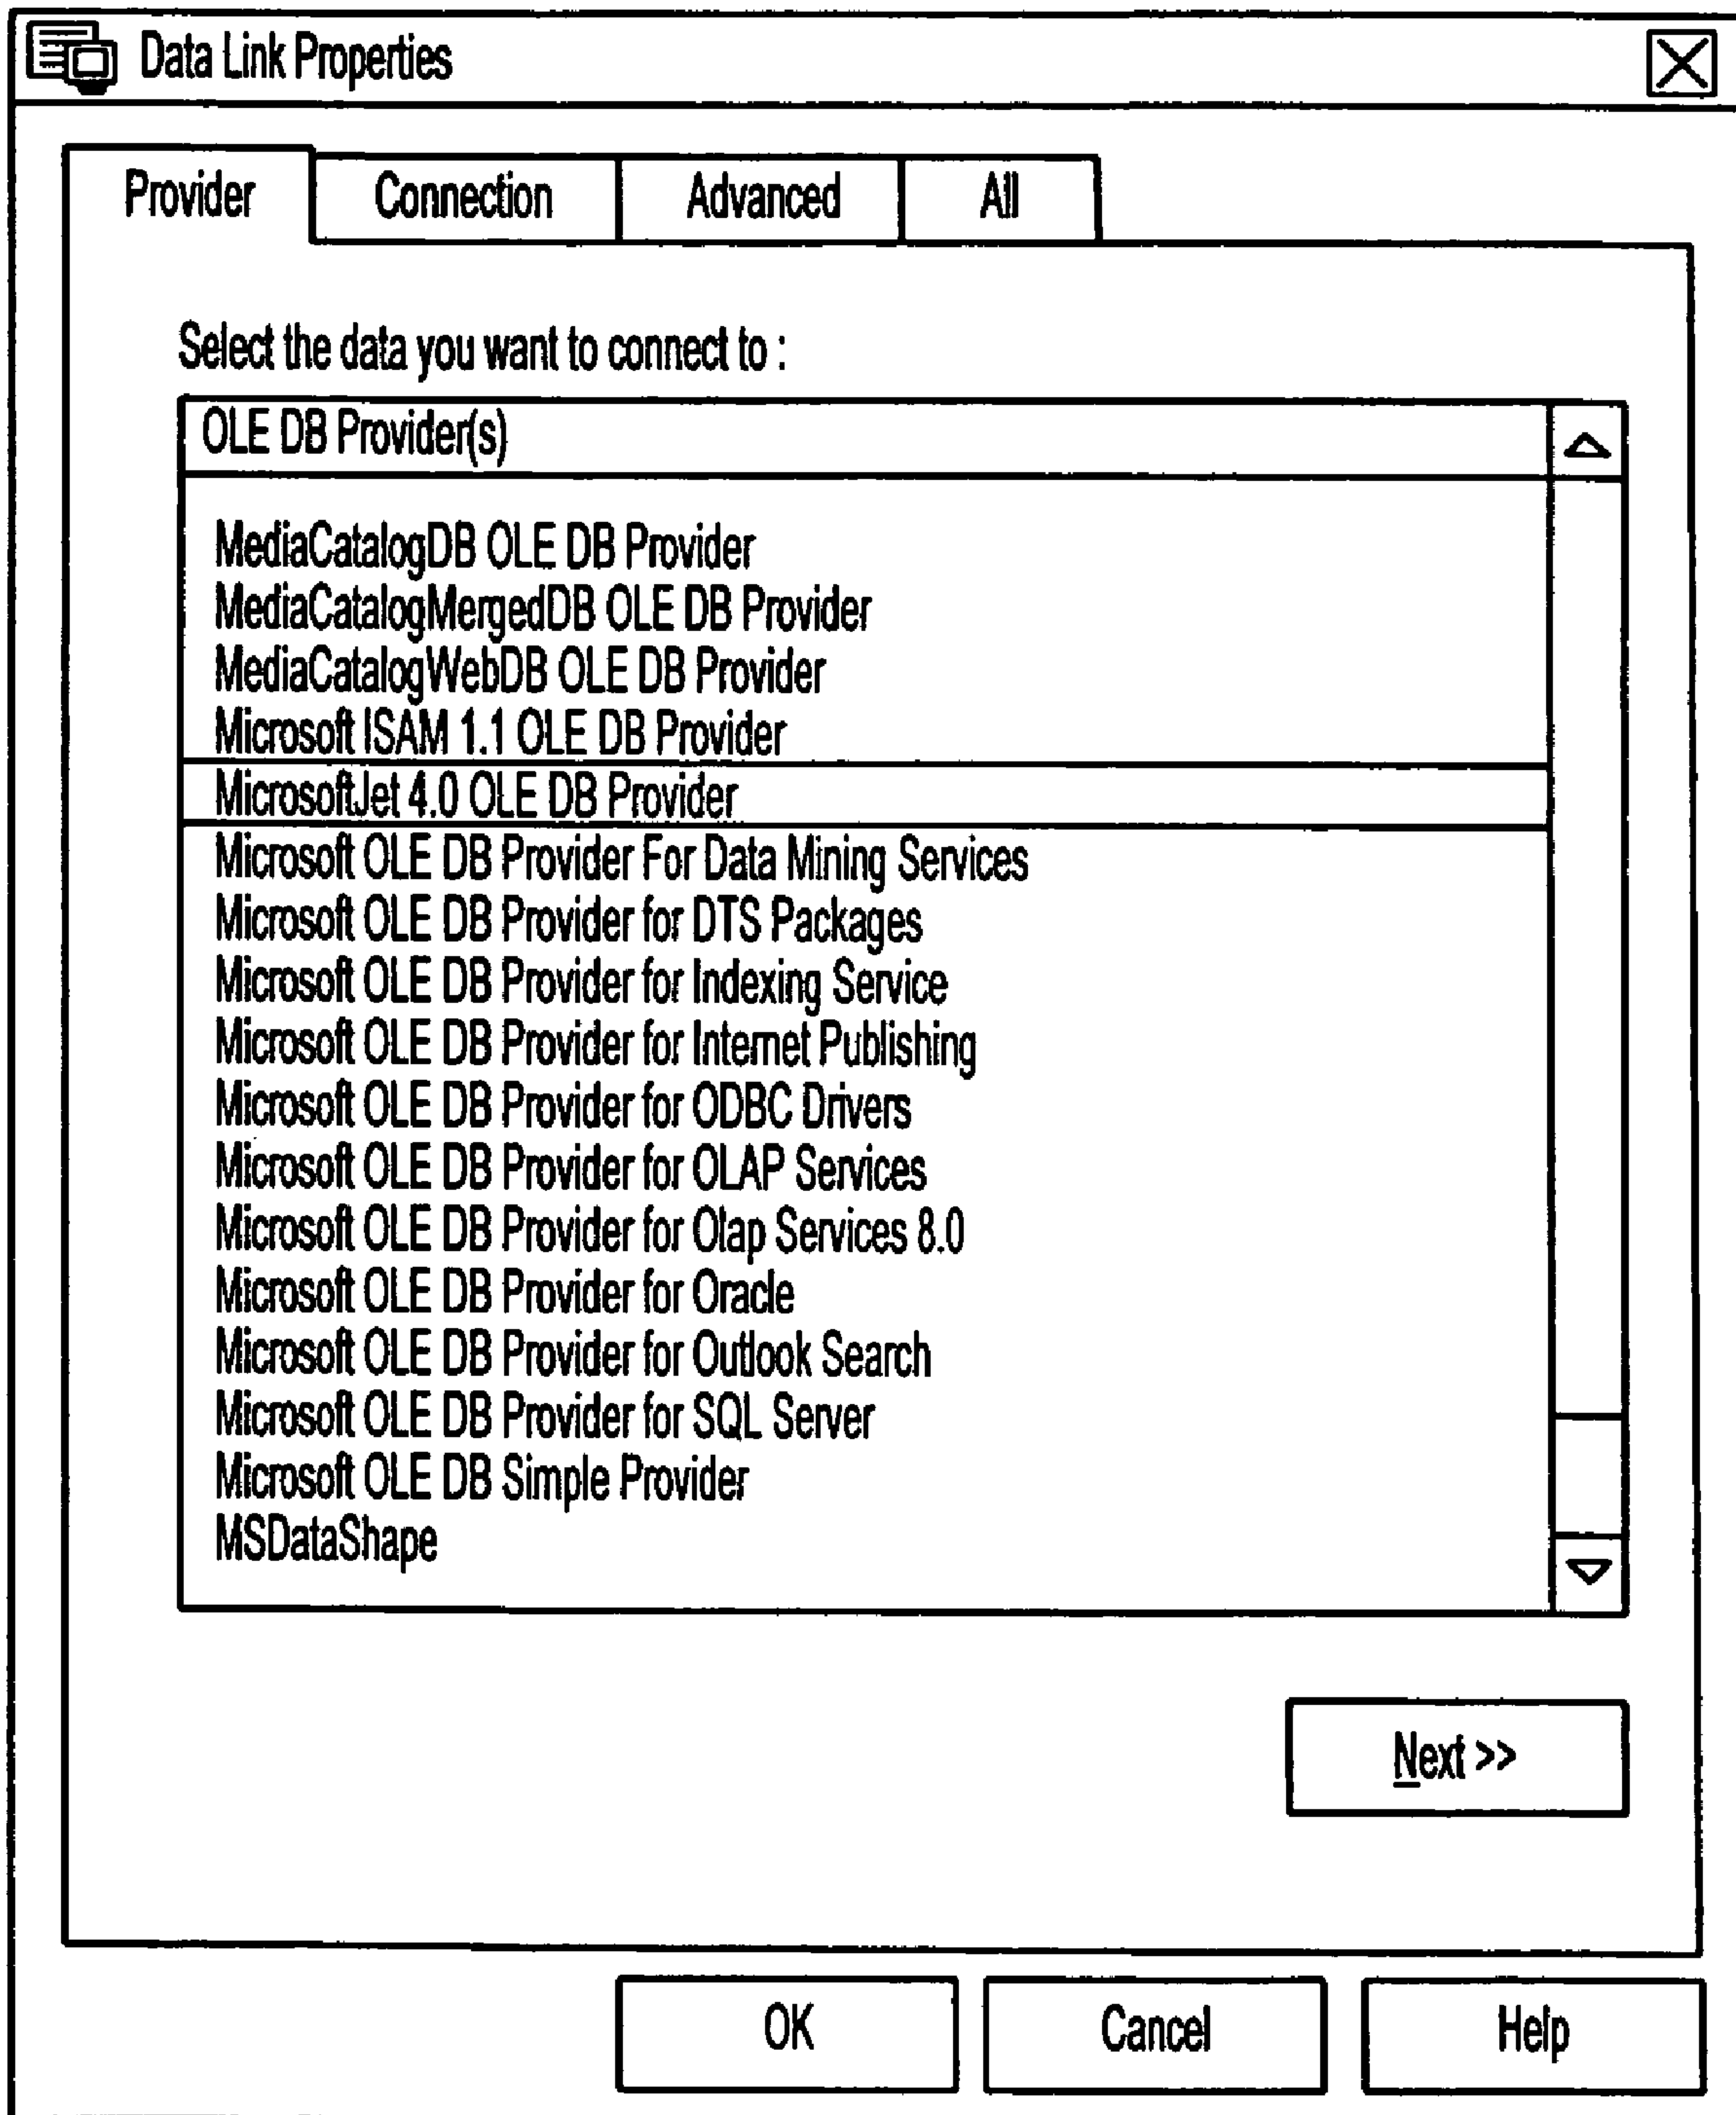 Data Link Properties
Provider Connection Advanced All
Select the data you want to connect to :
OLE DB Provider(s)
MediaCatalogDB OLE DB Provider
MediaCatalogMergedDB OLE DB Provider
MediaCatalogWebDB OLE DB Provider
Microsoft ISAM 1.1 OLE DB Provider
MicrosoftJet 4.0 OLE DB Provider
Microsoft OLE DB Provider For Data Mining Services
Microsoft OLE DB Provider for DTS Packages
Microsoft OLE DB Provider for Indexing Service
Microsoft OLE DB Provider for Internet Publishing
Microsoft OLE DB Provider for ODBC Drivers
Microsoft OLE DB Provider for OLAP Services
Microsoft OLE DB Provider for Olap Services 8.0
Microsoft OLE DB Provider for Oracle
Microsoft OLE DB Provider for Outlook Search
Microsoft OLE DB Provider for SQL Server
Microsoft OLE DB Simple Provider
MSDataShape
Next >>
OK Cancel Help